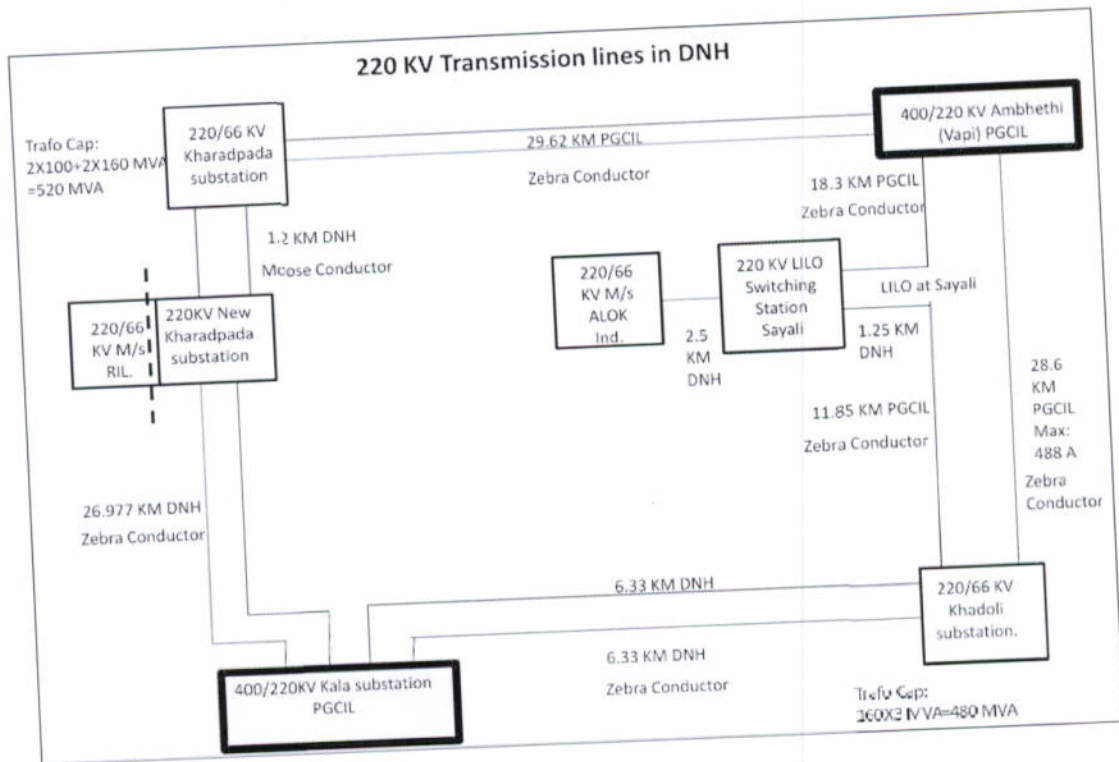 220 KV Transmission lines in DNH
Trafo Cap:
2X100+2X160 MVA
=520 MVA
220/66 KV
Kharadpada
substation
29.62 KM PGCIL
Zebra Conductor
400/220 KV Ambhethi
(Vapi) PGCIL
18.3 KM PGCIL
Zebra Conductor
1.2 KM DNH
Moose Conductor
220/66
KV M/s
RIL.
220KV New
Kharadpada
substation
220/66
KV M/s
ALOK
Ind.
2.5
KM
DNH
220 KV LILO
Switching
Station
Sayali
LILO at Sayali
1.25 KM
DNH
11.85 KM PGCIL
Zebra Conductor
28.6
KM
PGCIL
Max:
488 A
Zebra
Conductor
26.977 KM DNH
Zebra Conductor
6.33 KM DNH
6.33 KM DNH
Zebra Conductor
220/66 KV
Khadoli
substation.
400/220KV Kala substation
PGCIL
Trafo Cap:
160X3 MVA=480 MVA